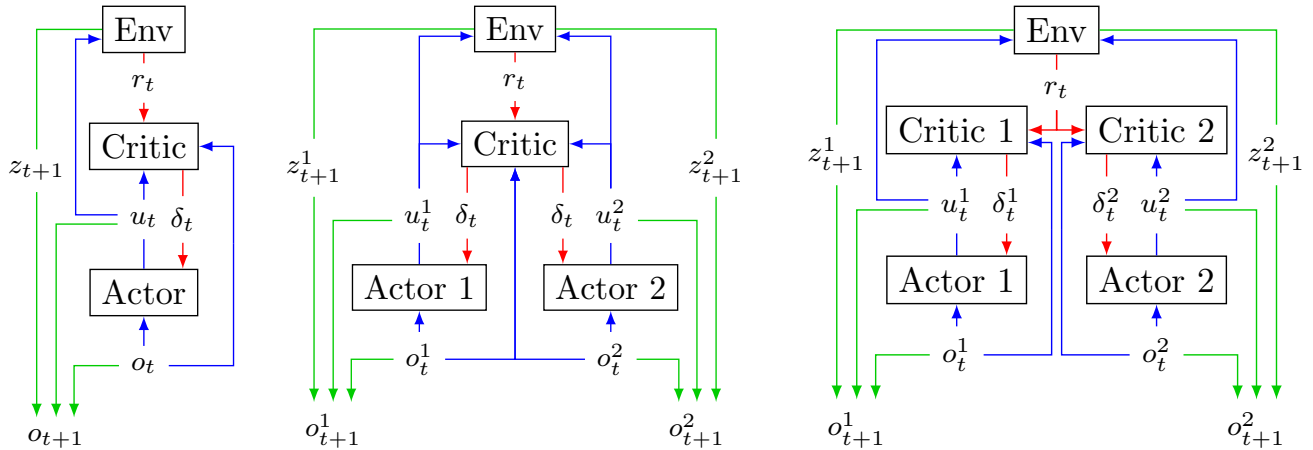 Env
r_t
Critic
z_{t+1}
u_t δ_t
Actor
o_t
o_{t+1}
Env
r_t
Critic
z^1_{t+1} z^2_{t+1}
u^1_t δ_t δ_t u^2_t
Actor 1 Actor 2
o^1_t o^2_t
o^1_{t+1} o^2_{t+1}
Env
r_t
Critic 1 Critic 2
z^1_{t+1} z^2_{t+1}
u^1_t δ^1_t δ^2_t u^2_t
Actor 1 Actor 2
o^1_t o^2_t
o^1_{t+1} o^2_{t+1}